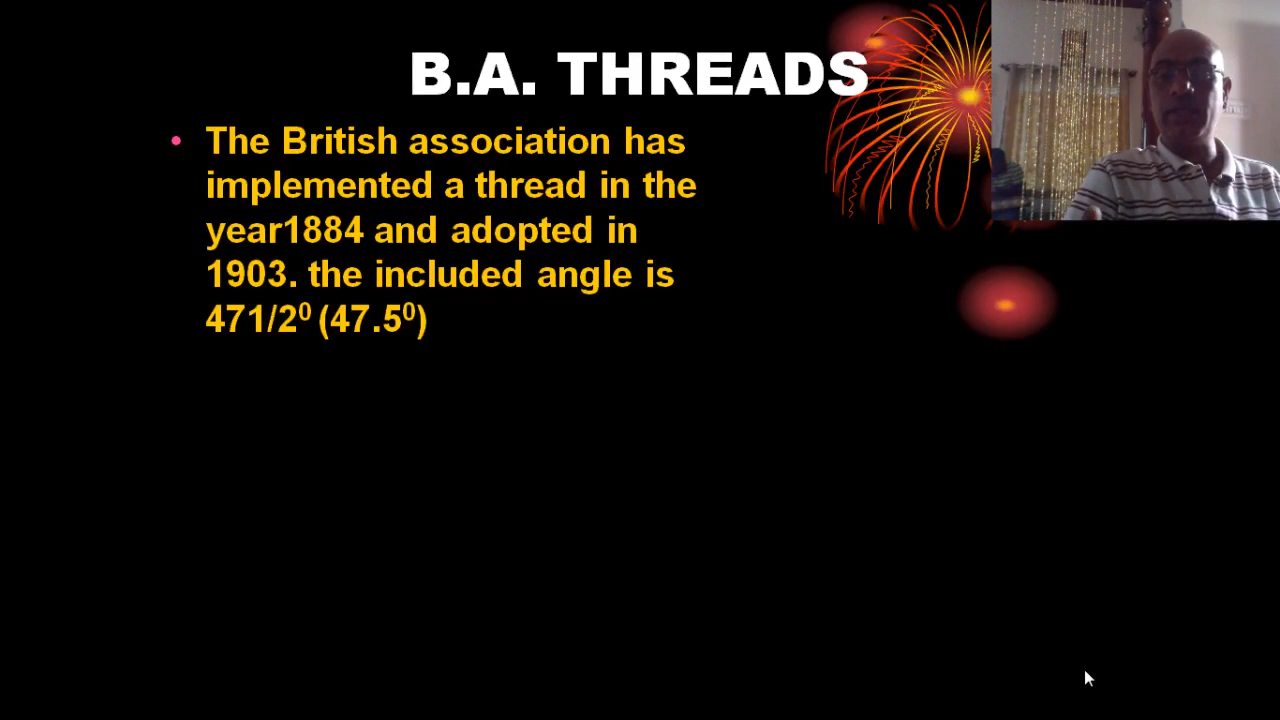 B.A. THREADS
• The British association has
implemented a thread in the
year1884 and adopted in
1903. the included angle is
471/2⁰ (47.5⁰)